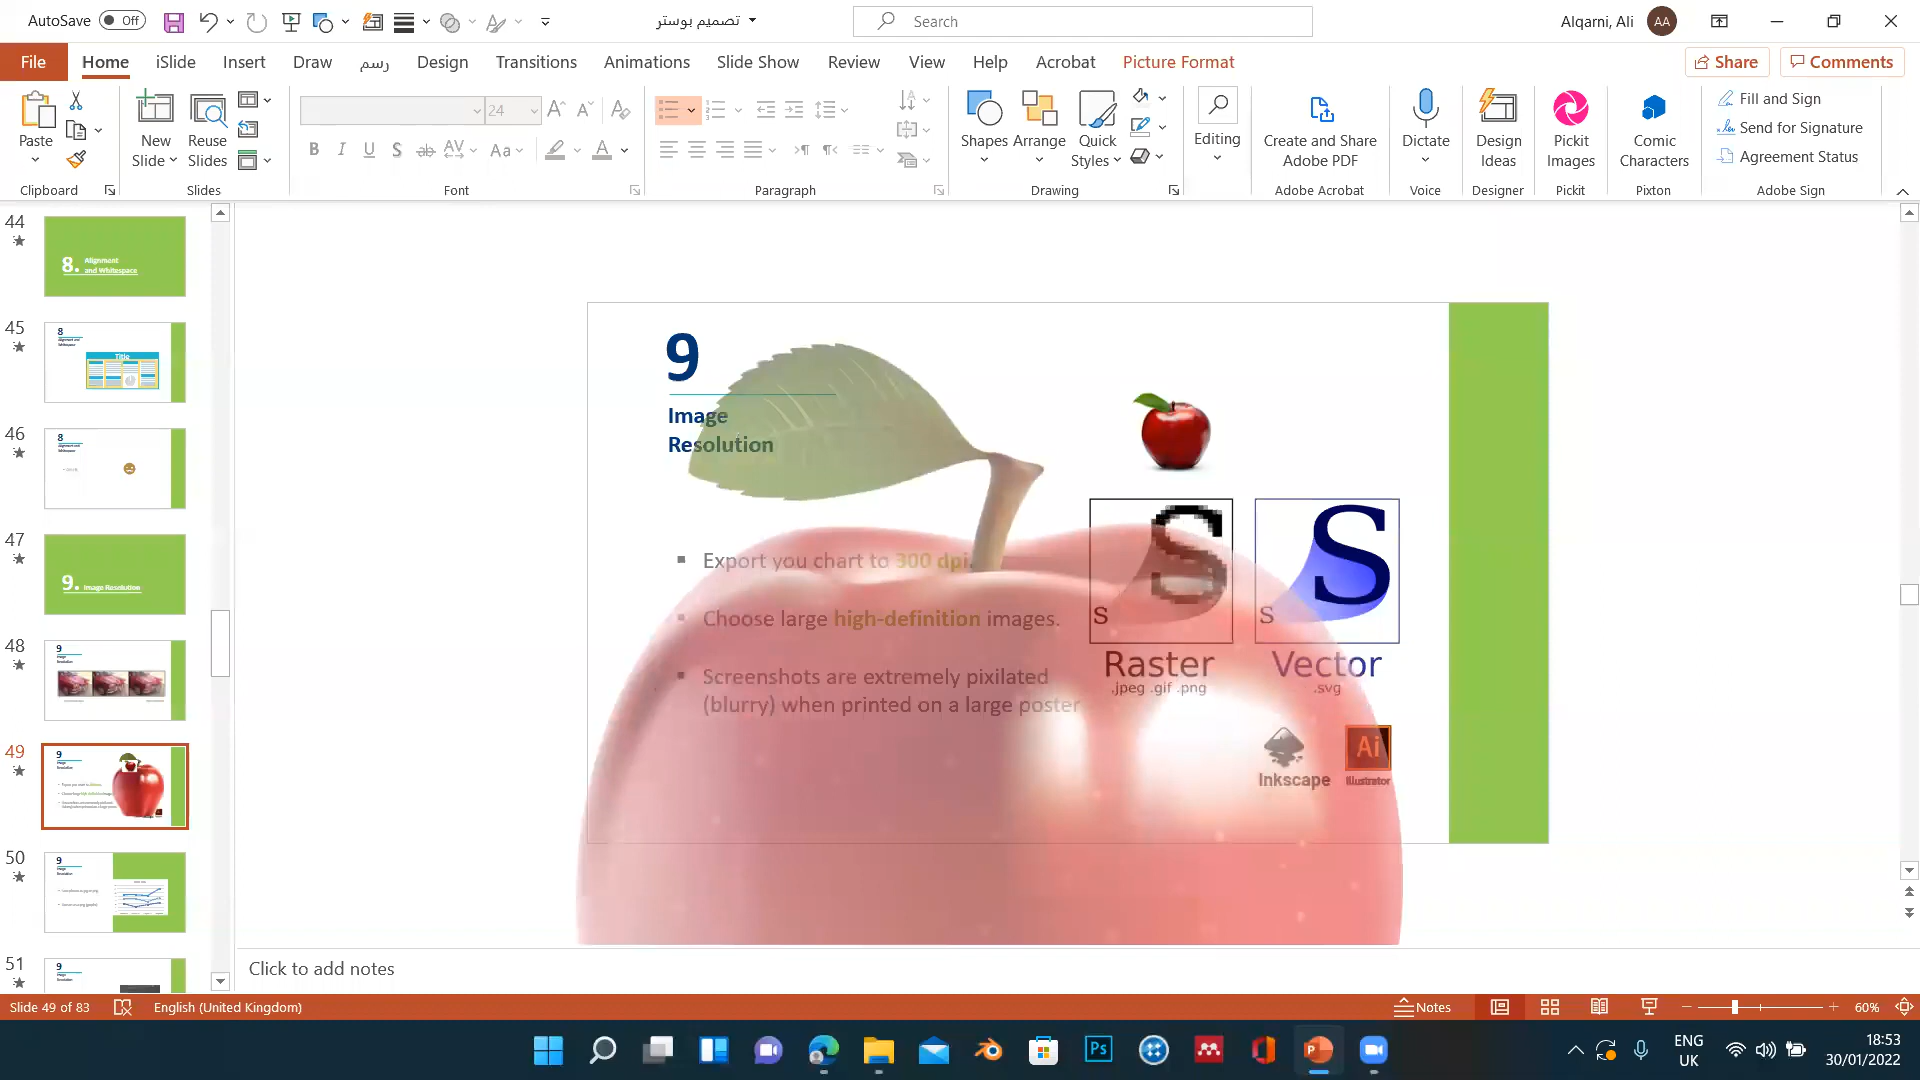 AutoSave Off
تصميم بوستر
Search
Alqarni, Ali AA
File Home iSlide Insert Draw رسم Design Transitions Animations Slide Show Review View Help Acrobat Picture Format Share Comments
Paste
New Slide
Reuse Slides
24
Shapes
Arrange
Quick Styles
Editing
Create and Share Adobe PDF
Dictate
Design Ideas
Pickit Images
Comic Characters
Fill and Sign
Send for Signature
Agreement Status
Clipboard Slides Font Paragraph Drawing Adobe Acrobat Voice Designer Pickit Pixton Adobe Sign
44
8. Alignment
and Whitespace
45
8
Title
46
8
47
9. Image Resolution
48
9
49
9
50
9
51
9
9
Image
Resolution
Export you chart to 300 dpi.
Choose large high-definition images.
Screenshots are extremely pixilated
(blurry) when printed on a large poster
S S
S S
Raster Vector
.jpeg .gif .png .svg
Ai
Inkscape Illustrator
Click to add notes
Slide 49 of 83 English (United Kingdom) Notes 60%
Ps
P
ENG
UK
18:53
30/01/2022